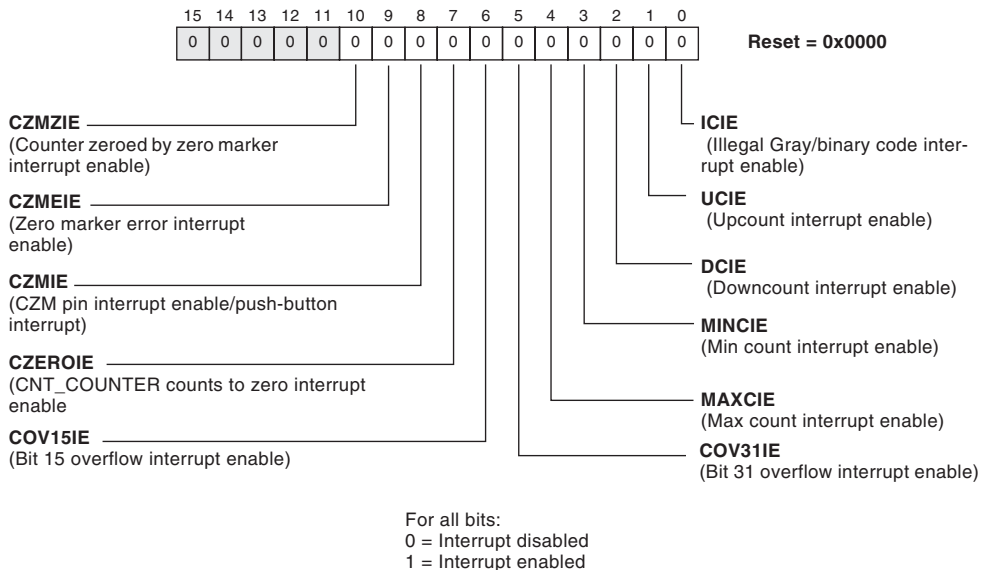 15 14 13 12 11 10 9 8 7 6 5 4 3 2 1 0
0 0 0 0 0 0 0 0 0 0 0 0 0 0 0 0
Reset = 0x0000
CZMZIE
(Counter zeroed by zero marker
interrupt enable)
CZMEIE
(Zero marker error interrupt
enable)
CZMIE
(CZM pin interrupt enable/push-button
interrupt)
CZEROIE
(CNT_COUNTER counts to zero interrupt
enable
COV15IE
(Bit 15 overflow interrupt enable)
ICIE
(Illegal Gray/binary code inter-
rupt enable)
UCIE
(Upcount interrupt enable)
DCIE
(Downcount interrupt enable)
MINCIE
(Min count interrupt enable)
MAXCIE
(Max count interrupt enable)
COV31IE
(Bit 31 overflow interrupt enable)
For all bits:
0 = Interrupt disabled
1 = Interrupt enabled